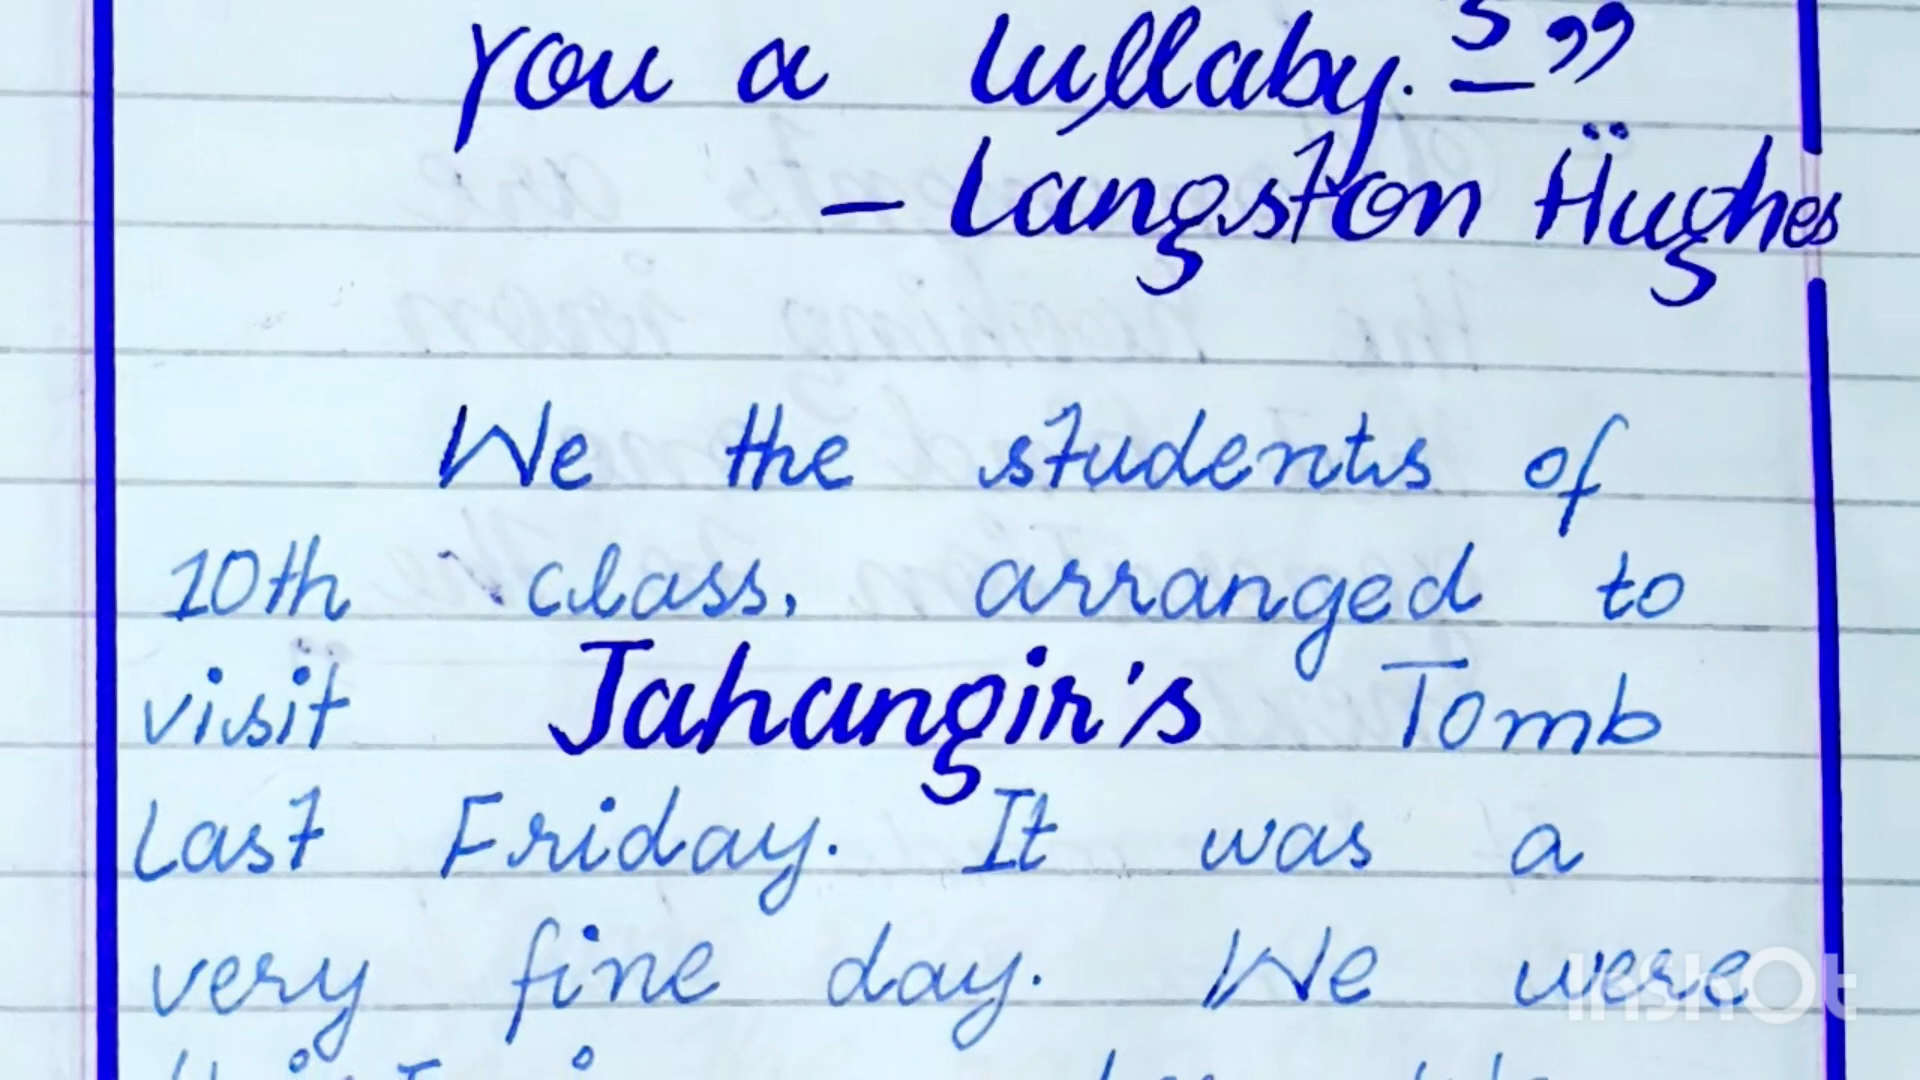 you a lullaby. ”
– Langston Hughes
We the students of
10th class, arranged to
visit Jahangir's Tomb
last Friday. It was a
very fine day. We were
InShOt